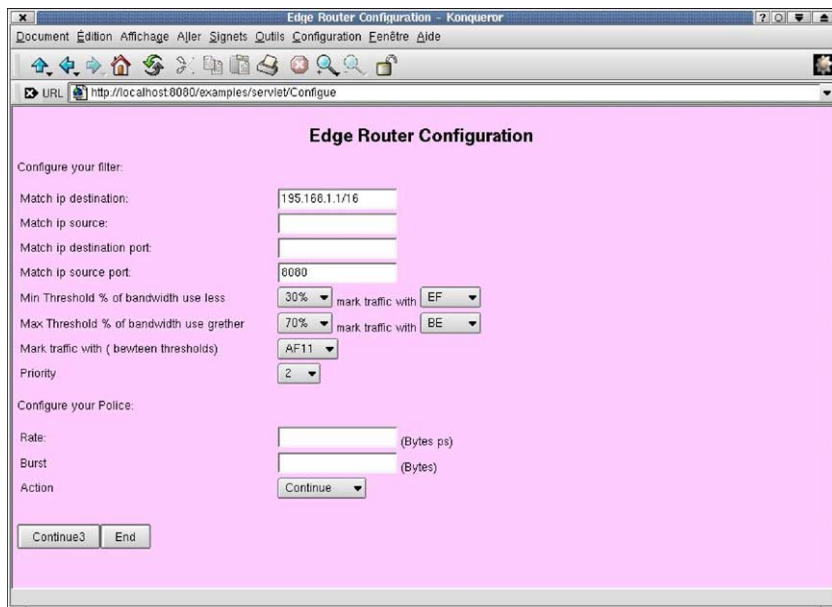 Edge Router Configuration - Konqueror
Document Édition Affichage Aller Signets Outils Configuration Fenêtre Aide
URL http://localhost:8080/examples/servlet/Configue
Edge Router Configuration
Configure your filter:
Match ip destination: 195.168.1.1/16
Match ip source:
Match ip destination port:
Match ip source port: 8080
Min Threshold % of bandwidth use less 30% mark traffic with EF
Max Threshold % of bandwidth use grether 70% mark traffic with BE
Mark traffic with ( bewteen thresholds) AF11
Priority 2
Configure your Police:
Rate: (Bytes ps)
Burst (Bytes)
Action Continue
Continue3 End